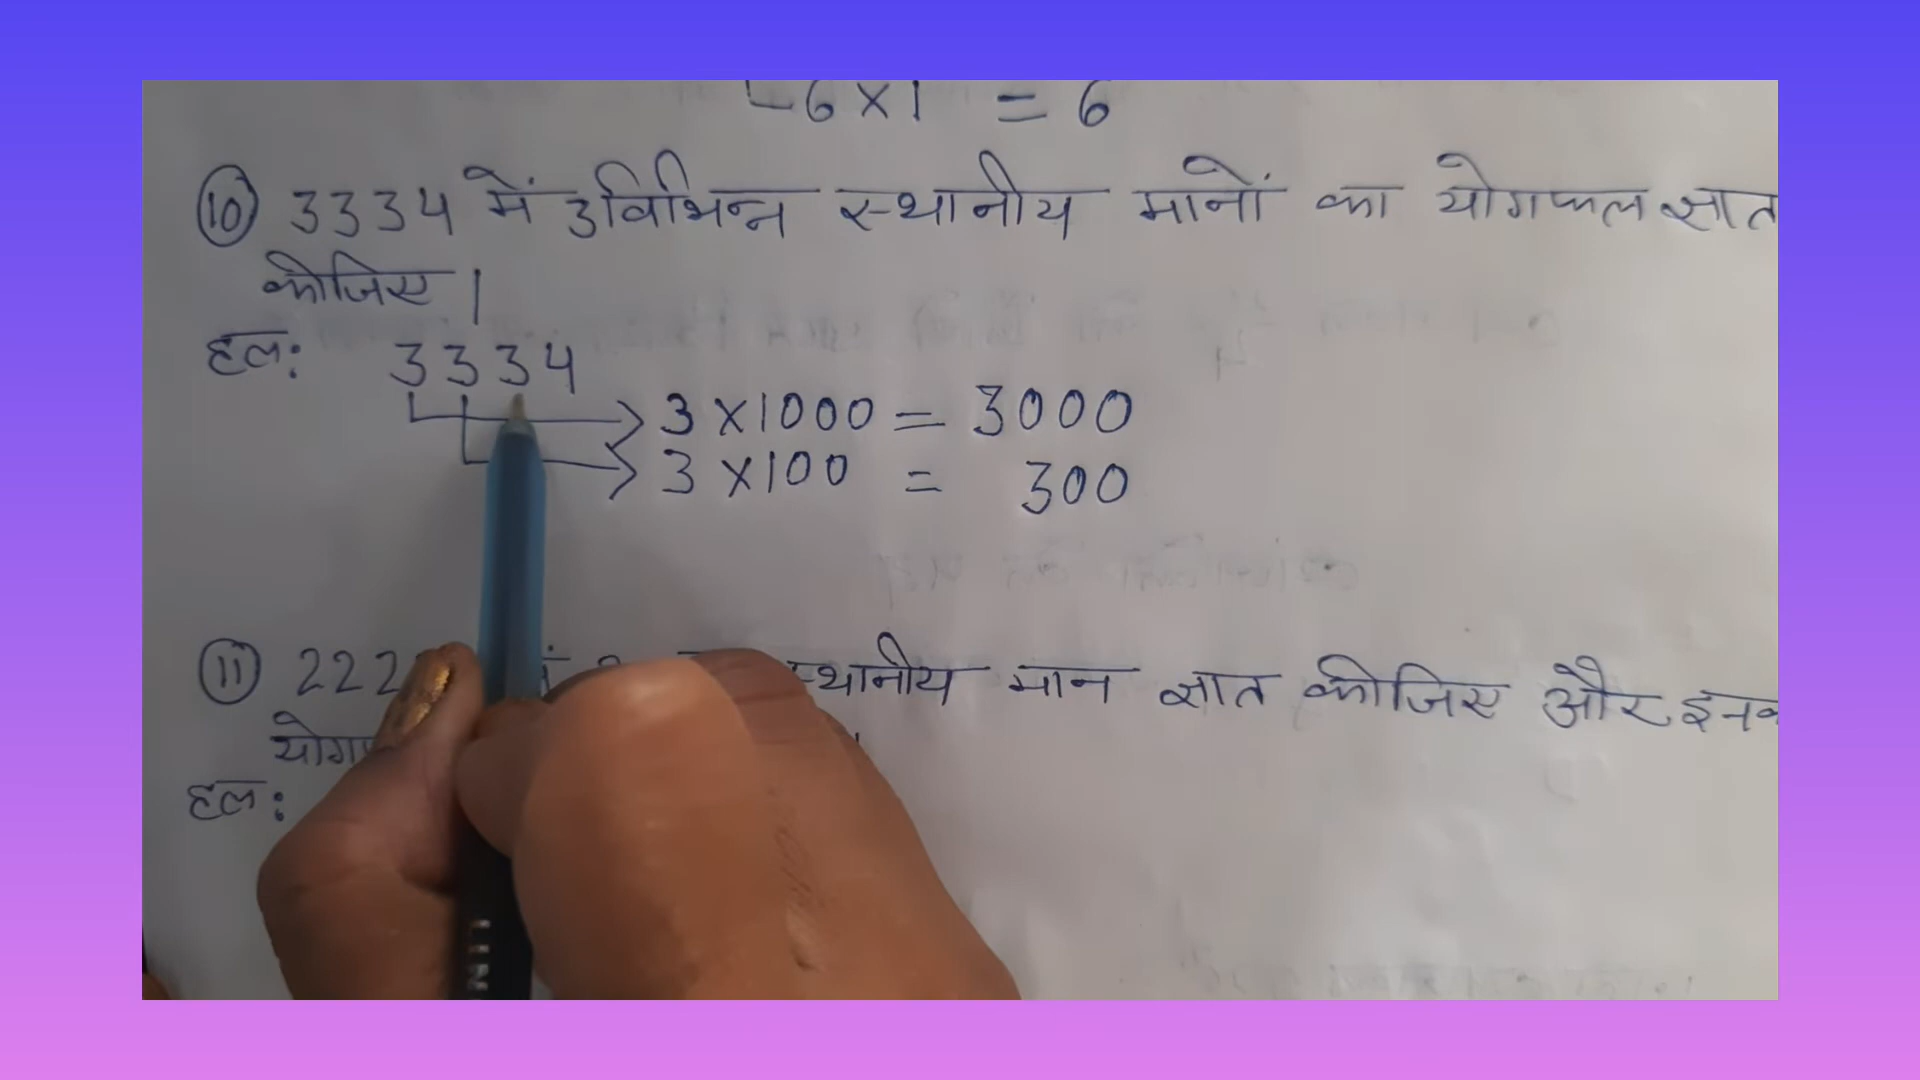 6 X 1 = 6
10 3334 में 3 विभिन्न स्थानीय मानों का योगफल ज्ञात
कीजिए।
हल: 3334
3 X 1000 = 3000
3 X 100 = 300
11 222 स्थानीय मान ज्ञात कीजिए और
हल: